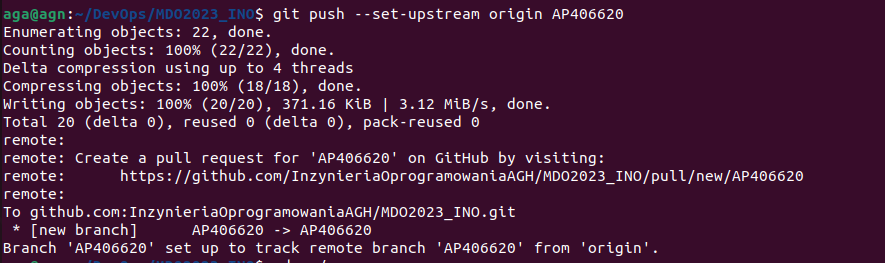 aga@agn:~/DevOps/MDO2023_INO$ git push --set-upstream origin AP406620
Enumerating objects: 22, done.
Counting objects: 100% (22/22), done.
Delta compression using up to 4 threads
Compressing objects: 100% (18/18), done.
Writing objects: 100% (20/20), 371.16 KiB | 3.12 MiB/s, done.
Total 20 (delta 0), reused 0 (delta 0), pack-reused 0
remote:
remote: Create a pull request for 'AP406620' on GitHub by visiting:
remote:      https://github.com/InzynieriaOprogramowaniaAGH/MDO2023_INO/pull/new/AP406620
remote:
To github.com:InzynieriaOprogramowaniaAGH/MDO2023_INO.git
 * [new branch]      AP406620 -> AP406620
Branch 'AP406620' set up to track remote branch 'AP406620' from 'origin'.